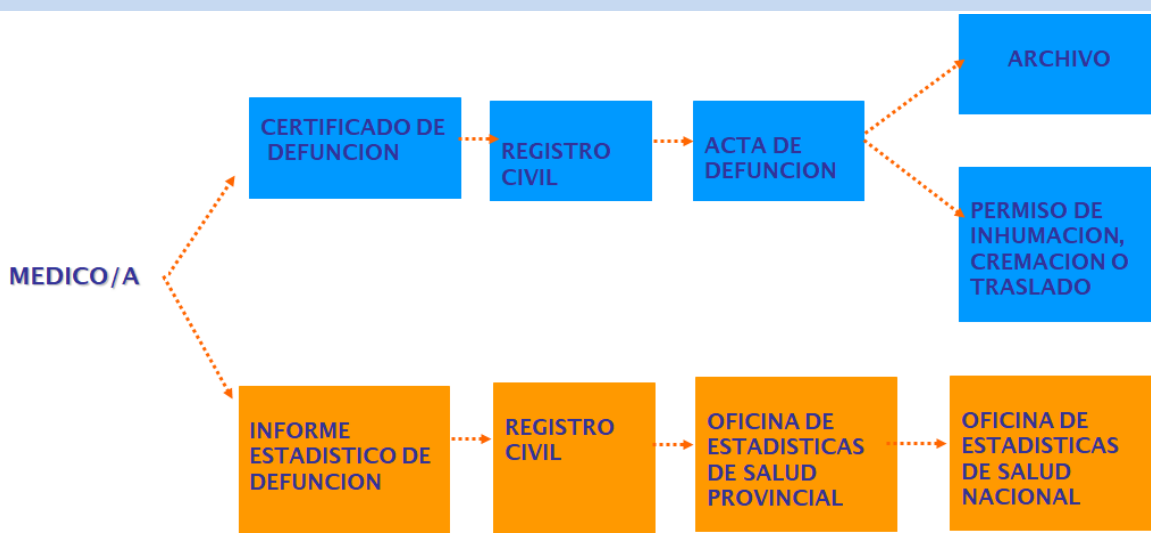 ARCHIVO
CERTIFICADO DE
DEFUNCION
REGISTRO
CIVIL
ACTA DE
DEFUNCION
PERMISO DE
INHUMACION,
CREMACION O
TRASLADO
MEDICO/A
INFORME
ESTADISTICO DE
DEFUNCION
REGISTRO
CIVIL
OFICINA DE
ESTADISTICAS
DE SALUD
PROVINCIAL
OFICINA DE
ESTADISTICAS
DE SALUD
NACIONAL